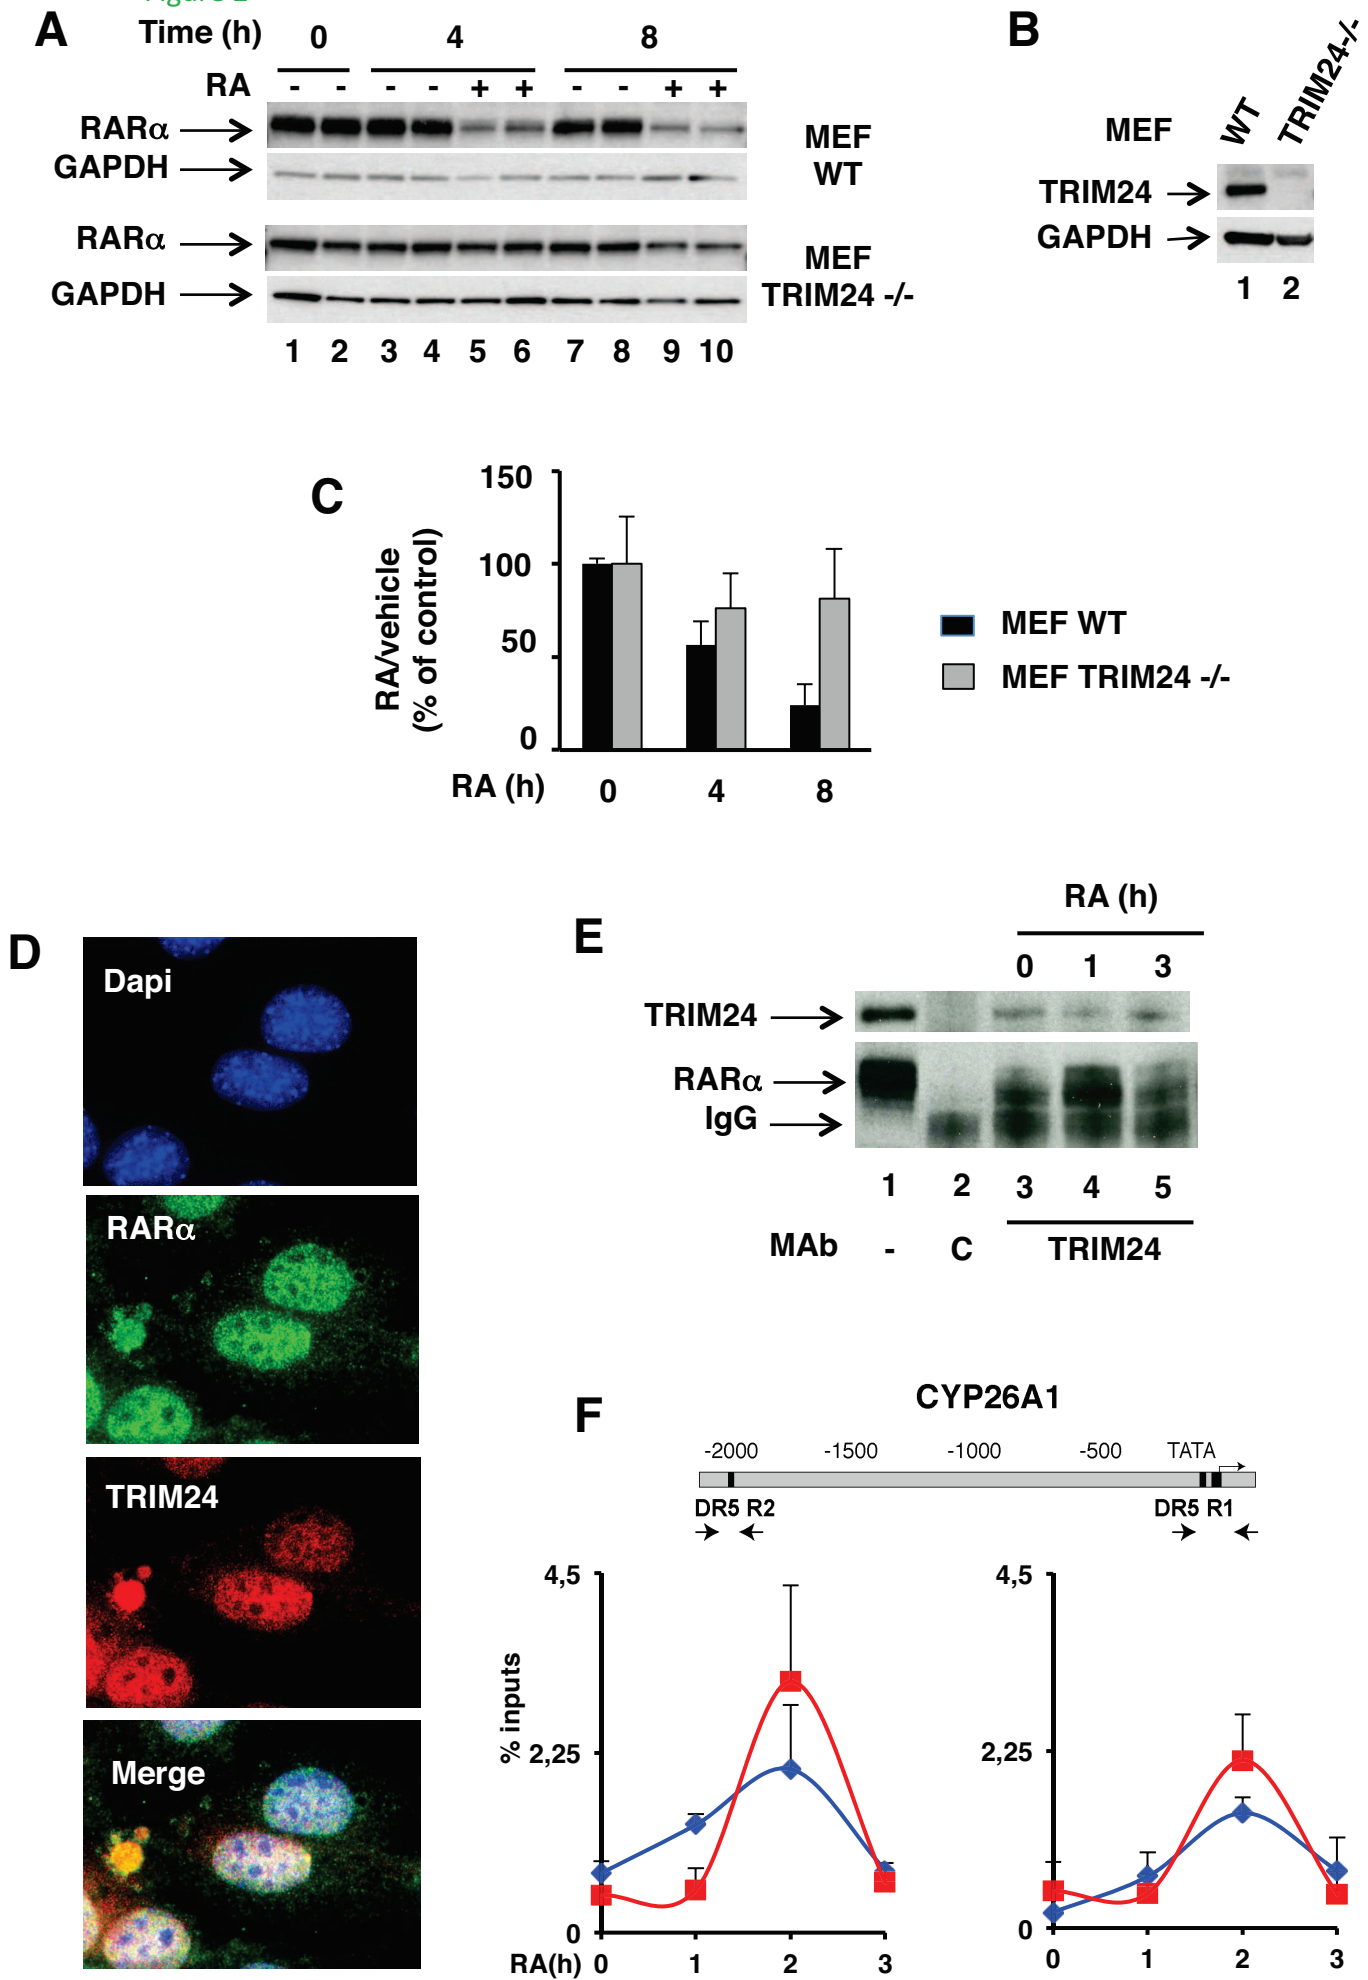 A
Time (h) 0 4 8
RA - - - - + + - - + +
RARα
GAPDH
MEF
WT
RARα
GAPDH
MEF
TRIM24 -/-
1 2 3 4 5 6 7 8 9 10
B
MEF WT TRIM24-/-
TRIM24
GAPDH
1 2
C
RA/vehicle
(% of control)
150
100
50
0
RA (h) 0 4 8
MEF WT
MEF TRIM24 -/-
D
Dapi
RARα
TRIM24
Merge
E
RA (h)
0 1 3
TRIM24
RARα
IgG
1 2 3 4 5
MAb - C TRIM24
F
CYP26A1
-2000 -1500 -1000 -500 TATA
DR5 R2 DR5 R1
% inputs
4,5
2,25
0
RA(h) 0 1 2 3
4,5
2,25
0
0 1 2 3